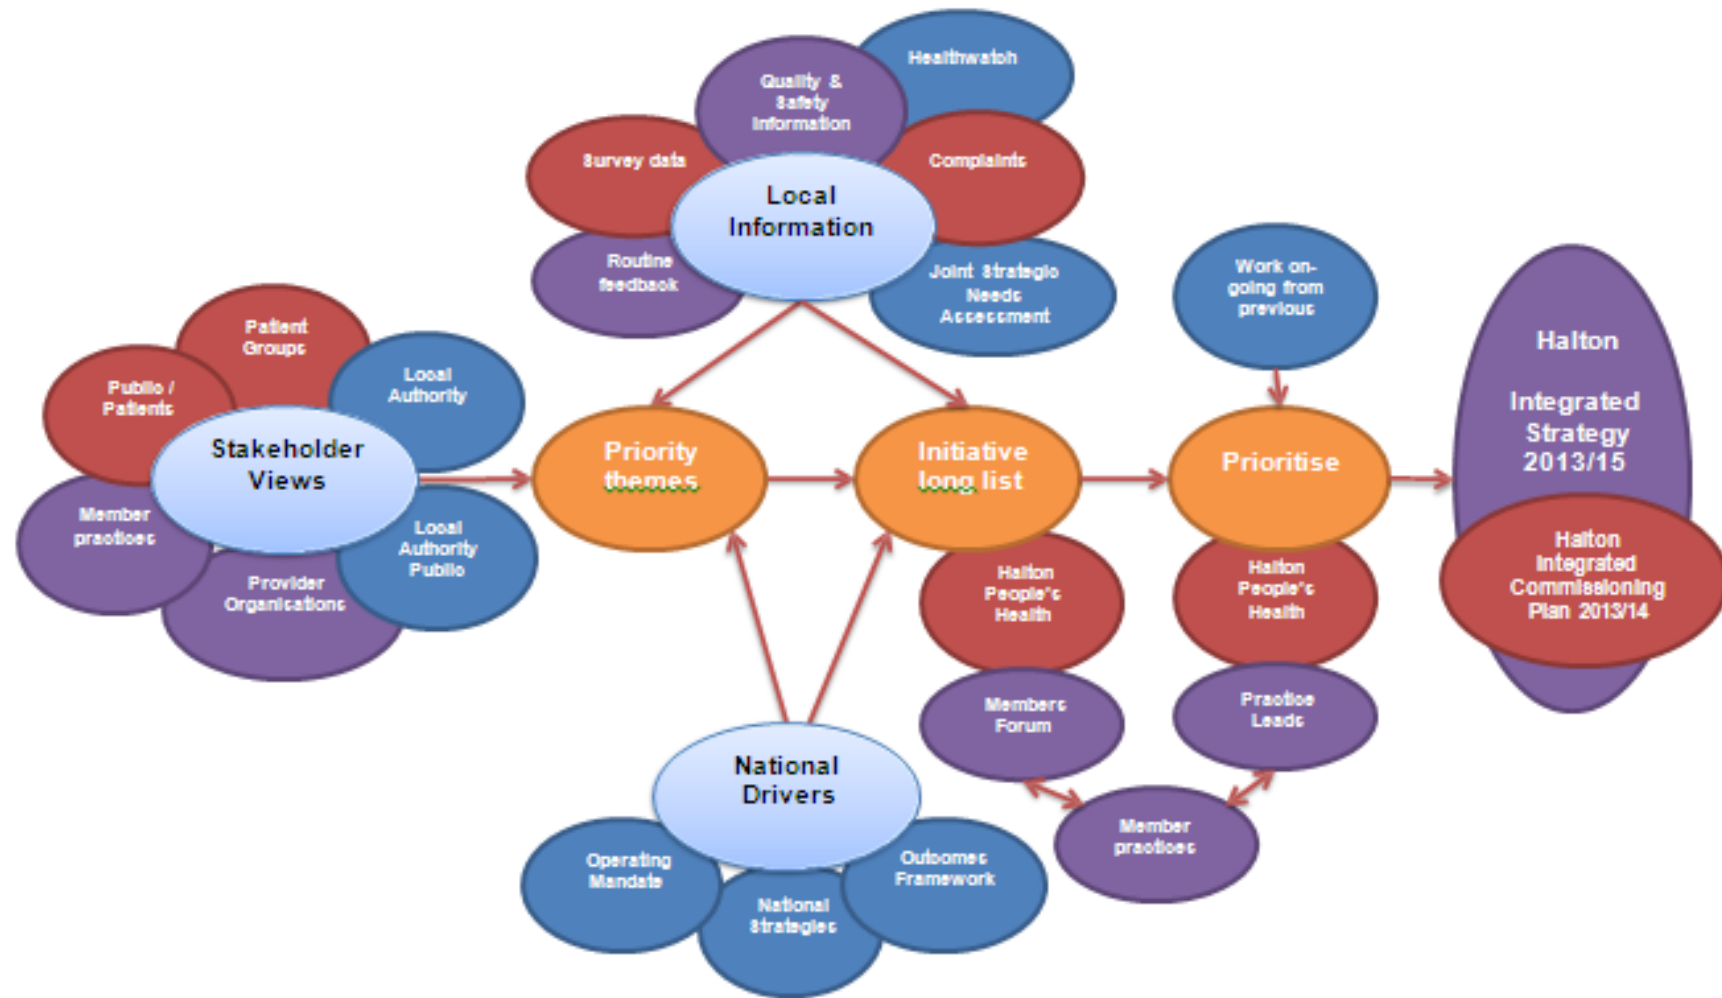 Healthwatch
Quality &
Safety
Information
Survey data
Complaints
Local
Information
Routine
feedback
Joint Strategic
Needs
Assessment
Work on-
going from
previous
Patient
Groups
Public /
Patients
Local
Authority
Stakeholder
Views
Member
practices
Provider
Organisations
Local
Authority
Public
Priority
themes
Initiative
long list
Prioritise
Halton
Integrated
Strategy
2013/15
Halton
Integrated
Commissioning
Plan 2013/14
Halton
People's
Health
Halton
People's
Health
Members
Forum
Practice
Leads
Member
practices
National
Drivers
Operating
Mandate
National
Strategies
Outcomes
Framework